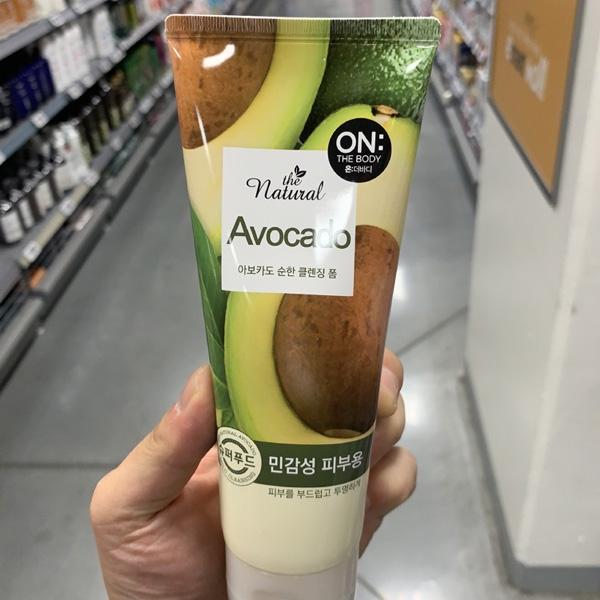 ON:
THE BODY
온:더바디
the
Natural
Avocado
아보카도 순한 클렌징 폼
슈퍼푸드
민감성 피부용
피부를 부드럽고 투명하게